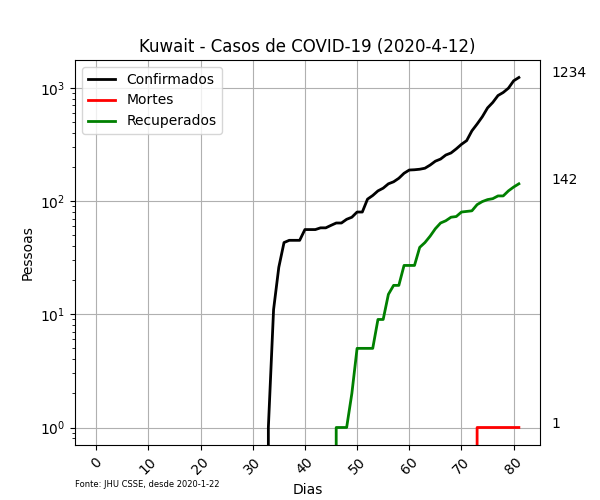 Kuwait - Casos de COVID-19 (2020-4-12)
Confirmados
Mortes
Recuperados
1234
142
1
10³
10²
10¹
10⁰
Pessoas
0 10 20 30 40 50 60 70 80
Dias
Fonte: JHU CSSE, desde 2020-1-22